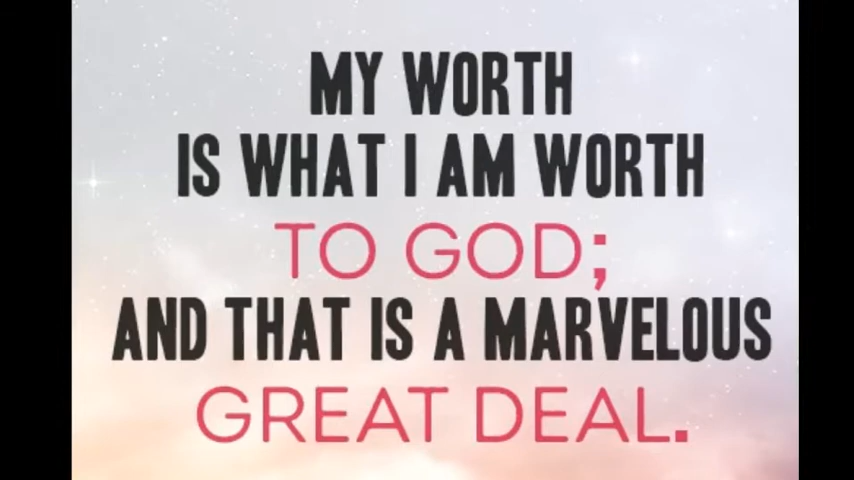 MY WORTH
IS WHAT I AM WORTH
TO GOD;
AND THAT IS A MARVELOUS
GREAT DEAL.